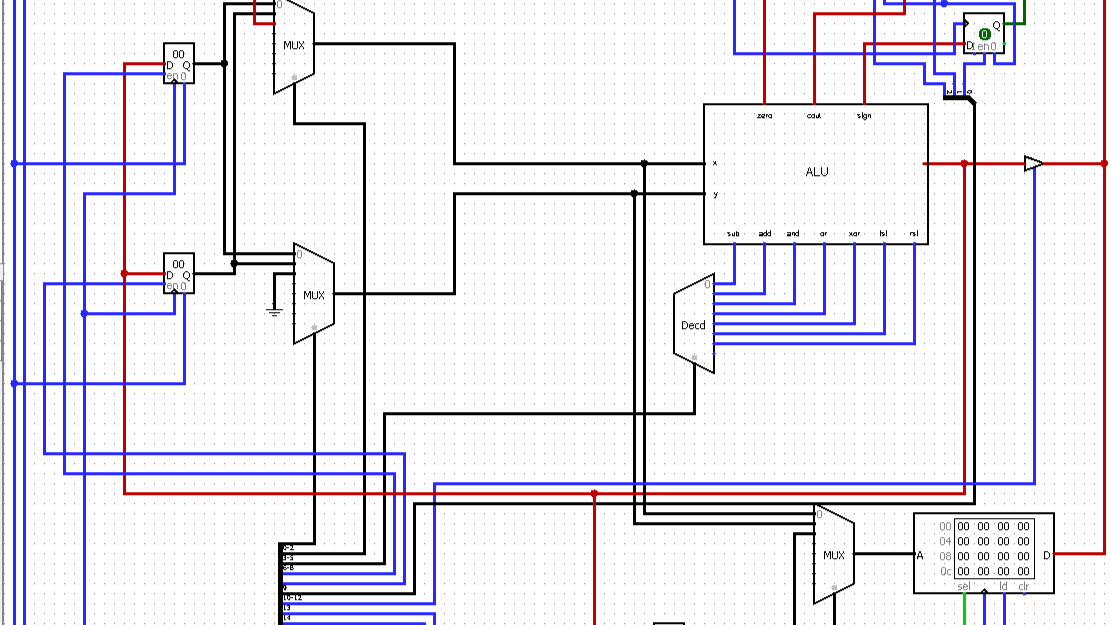 0
MUX
Q
0
D
en 0
00
D Q
en 0
2
1
0
zero cout sign
x
ALU
y
sub add and or xor lsl rsl
0
00
D Q
en 0
MUX
0
Decd
0
MUX
A
D
00 00 00 00 00
04 00 00 00 00
08 00 00 00 00
0c 00 00 00 00
sel ld clr
0-2
3-5
6-8
9
10-12
13
14